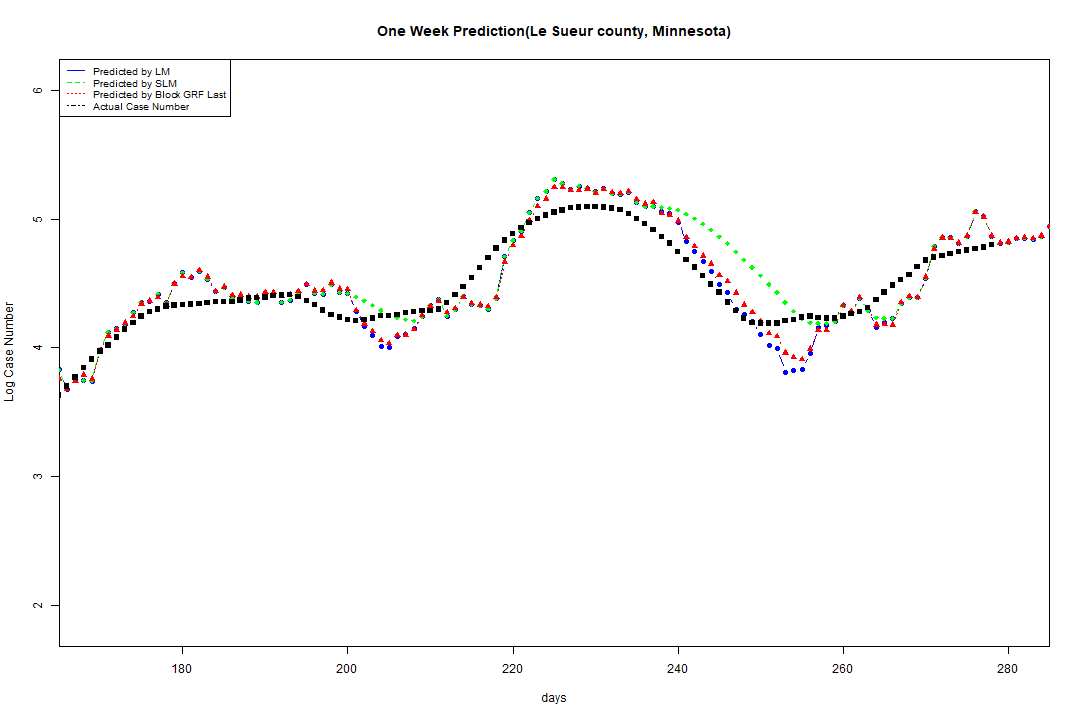 One Week Prediction(Le Sueur county, Minnesota)
Predicted by LM
Predicted by SLM
Predicted by Block GRF Last
Actual Case Number
6
5
4
3
2
Log Case Number
180 200 220 240 260 280
days